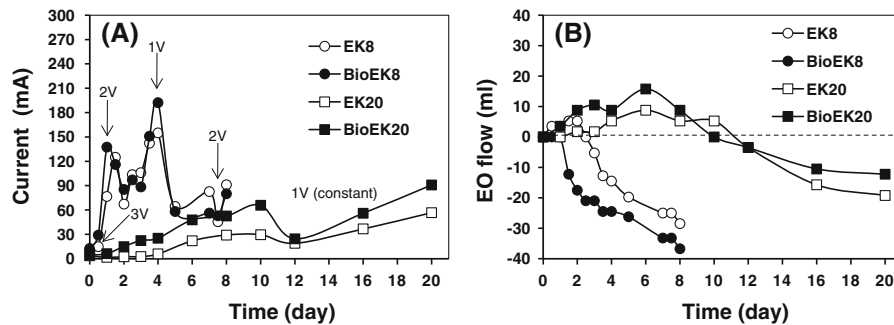 (A)
Current (mA)
300
270
240
210
180
150
120
90
60
30
0
0 2 4 6 8 10 12 14 16 18 20
Time (day)
2V
3V
1V
2V
1V (constant)
EK8
BioEK8
EK20
BioEK20
(B)
EO flow (ml)
40
30
20
10
0
-10
-20
-30
-40
0 2 4 6 8 10 12 14 16 18 20
Time (day)
EK8
BioEK8
EK20
BioEK20